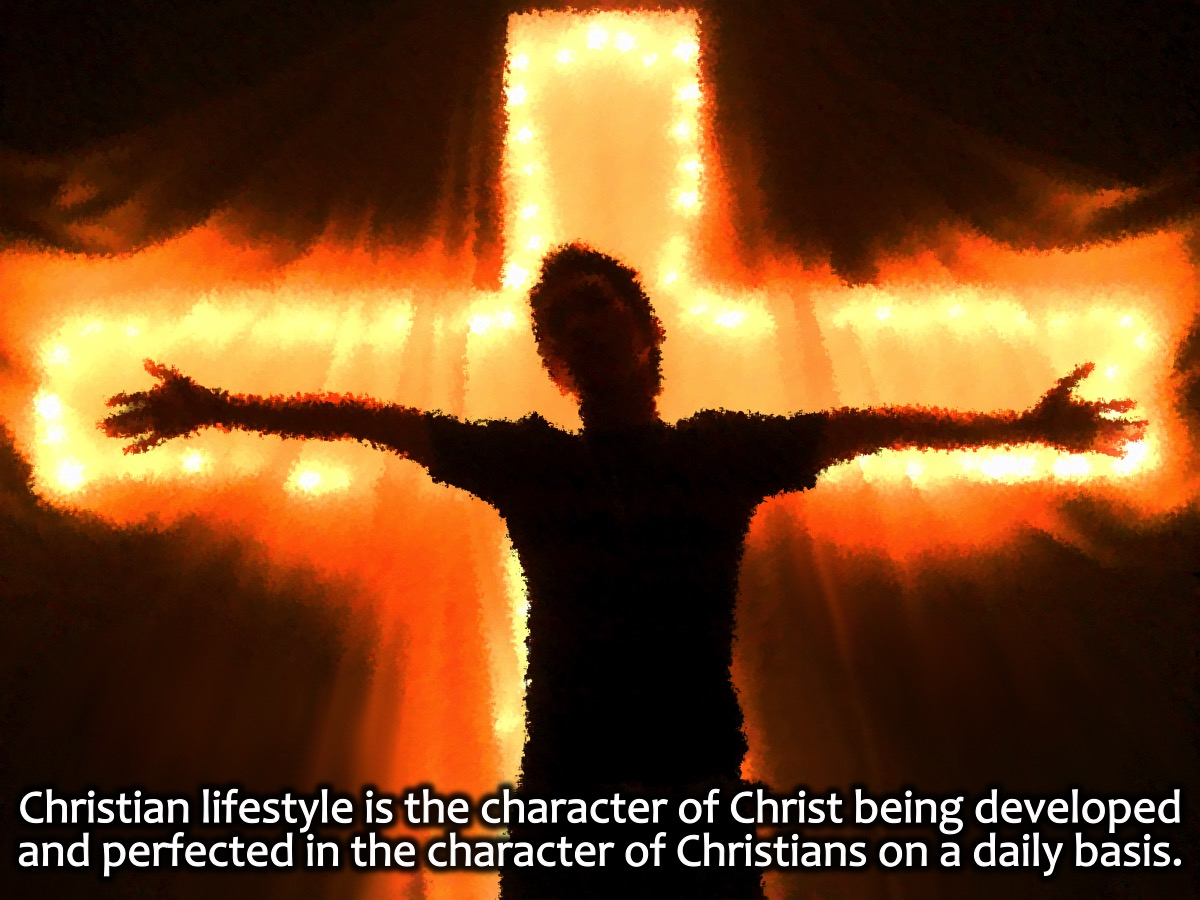 Christian lifestyle is the character of Christ being developed
and perfected in the character of Christians on a daily basis.